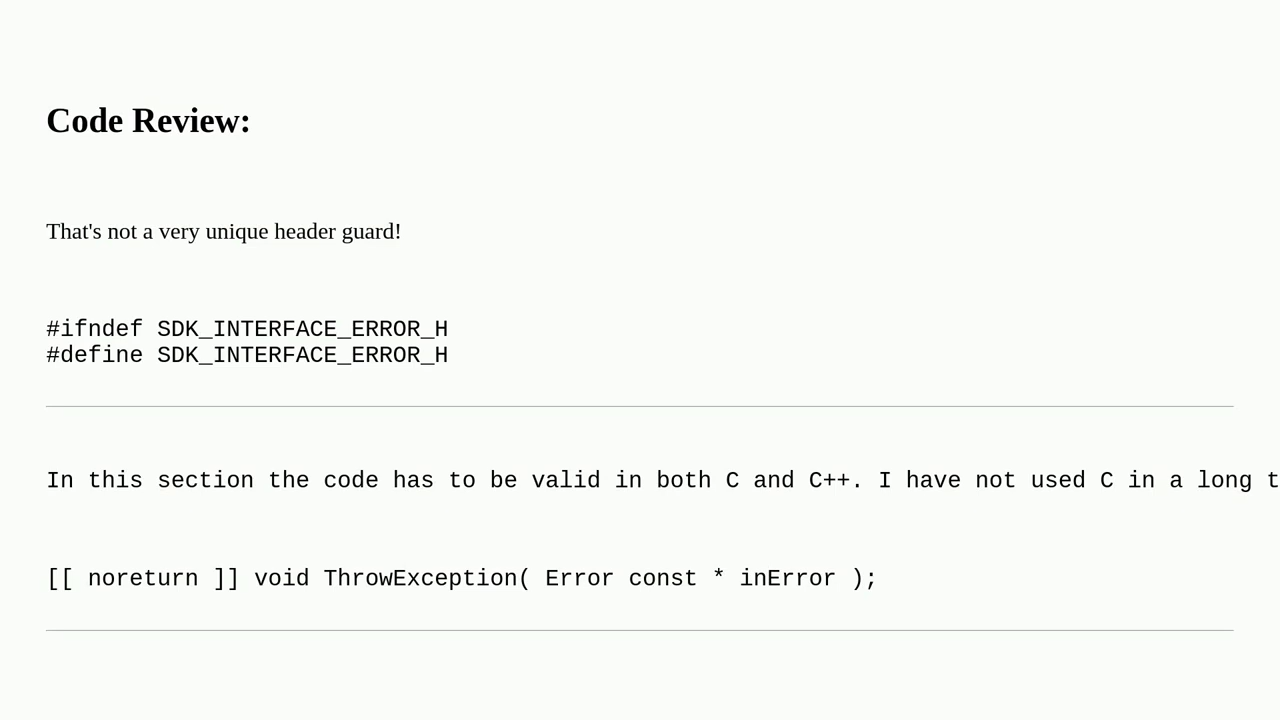 Code Review:
That's not a very unique header guard!
#ifndef SDK_INTERFACE_ERROR_H
#define SDK_INTERFACE_ERROR_H
In this section the code has to be valid in both C and C++. I have not used C in a long
[[ noreturn ]] void ThrowException( Error const * inError );